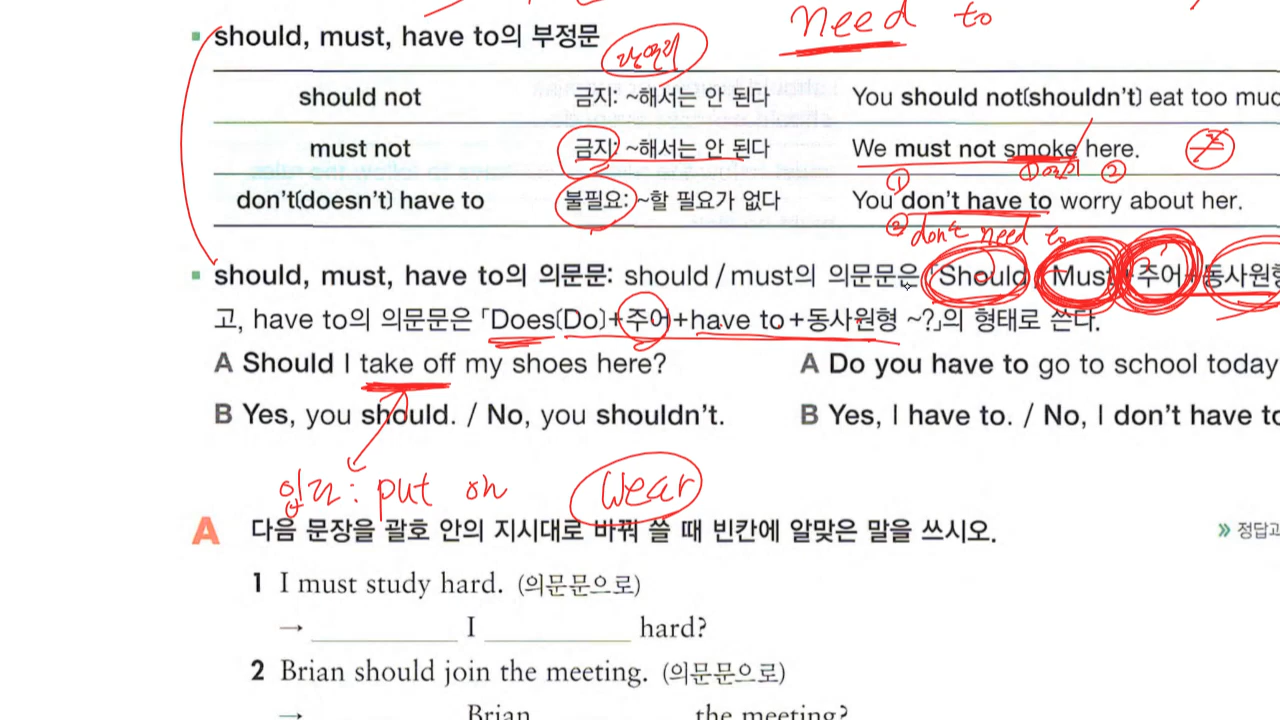 need to
should, must, have to의 부정문
should not 금지: ~해서는 안 된다 You should not(shouldn't) eat too muc
must not 금지: ~해서는 안 된다 We must not smoke here.
① ②
don't(doesn't) have to 불필요: ~할 필요가 없다 You don't have to worry about her.
don't need to
should, must, have to의 의문문: should / must의 의문문은 「Should Must+주어+동사원형
고, have to의 의문문은 「Does(Do)+주어+have to+동사원형 ~?」의 형태로 쓴다.
A Should I take off my shoes here? A Do you have to go to school today
B Yes, you should. / No, you shouldn't. B Yes, I have to. / No, I don't have to
입다: put on wear
A 다음 문장을 괄호 안의 지시대로 바꿔 쓸 때 빈칸에 알맞은 말을 쓰시오. » 정답과
1 I must study hard. (의문문으로)
→ ________ I ________ hard?
2 Brian should join the meeting. (의문문으로)
→ ________ Brian ________ the meeting?